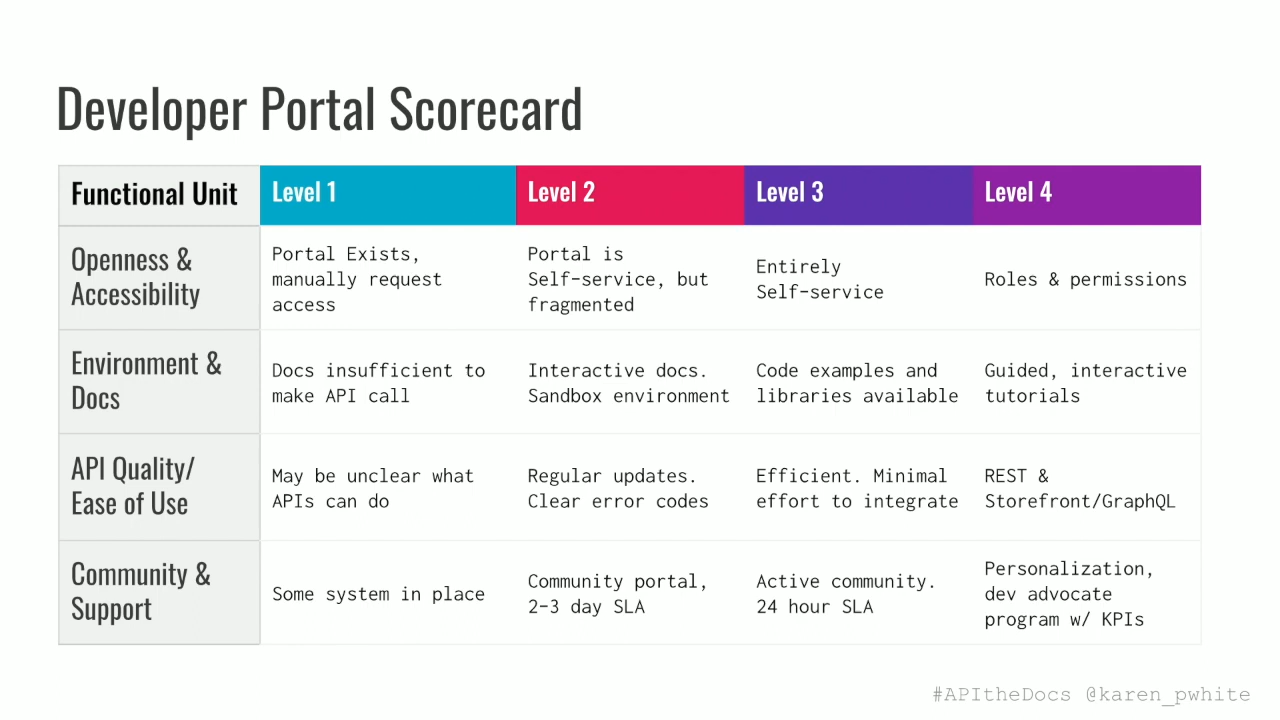 Developer Portal Scorecard
Functional Unit
Level 1
Level 2
Level 3
Level 4
Openness &
Accessibility
Portal Exists,
manually request
access
Portal is
Self-service, but
fragmented
Entirely
Self-service
Roles & permissions
Environment &
Docs
Docs insufficient to
make API call
Interactive docs.
Sandbox environment
Code examples and
libraries available
Guided, interactive
tutorials
API Quality/
Ease of Use
May be unclear what
APIs can do
Regular updates.
Clear error codes
Efficient. Minimal
effort to integrate
REST &
Storefront/GraphQL
Community &
Support
Some system in place
Community portal,
2-3 day SLA
Active community.
24 hour SLA
Personalization,
dev advocate
program w/ KPIs
#APItheDocs @karen_pwhite